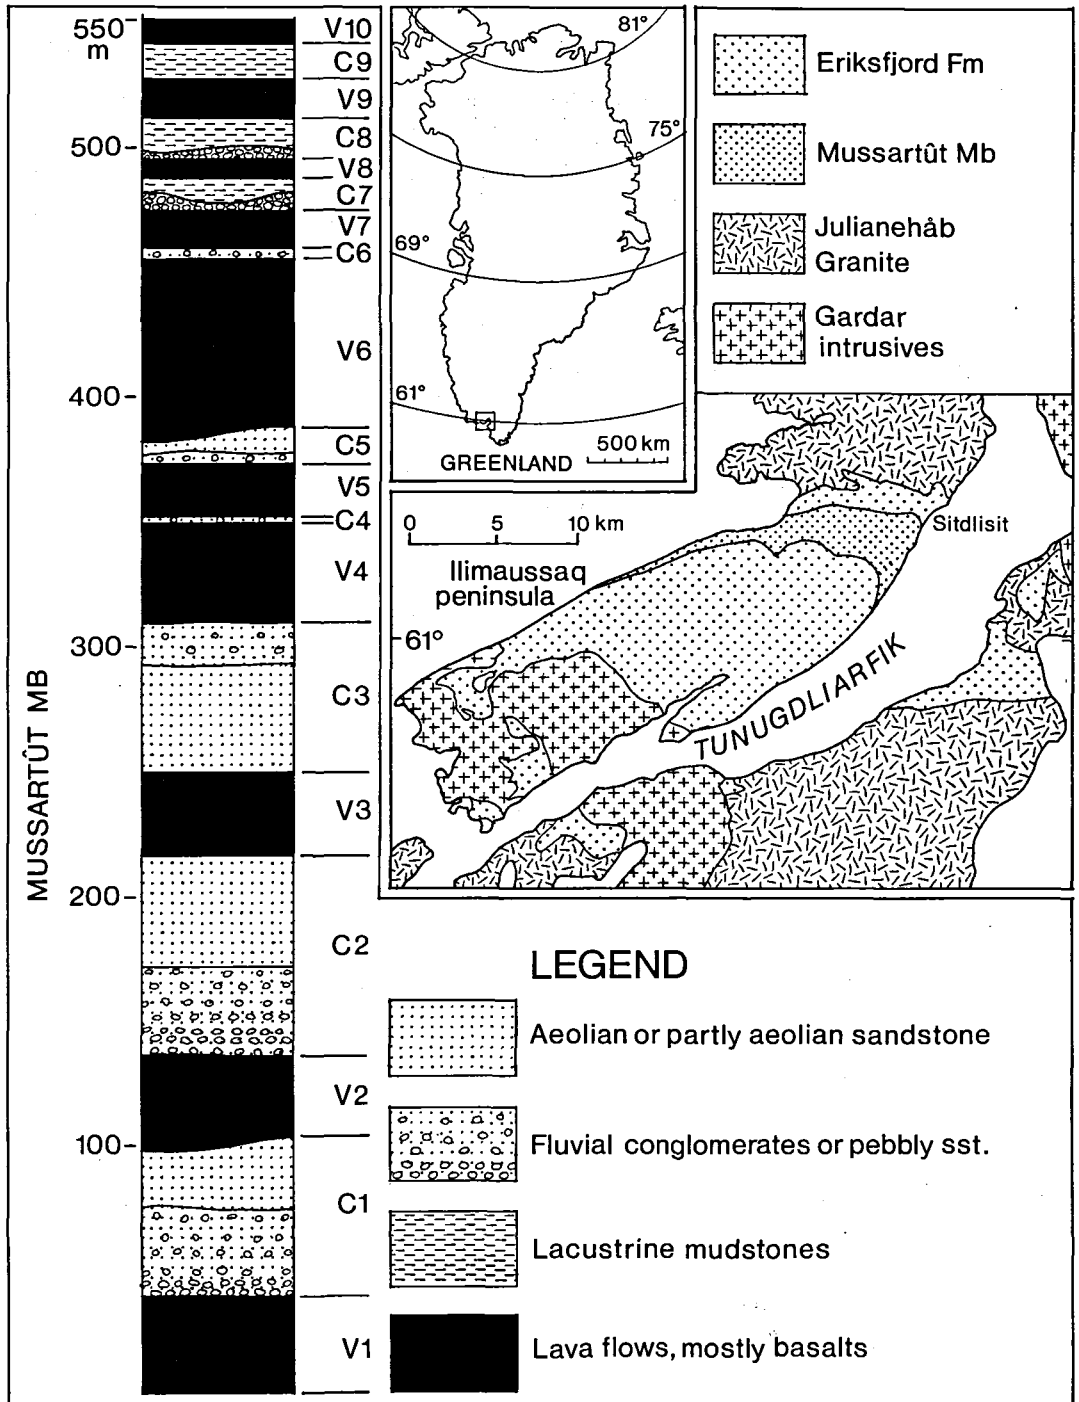 550
m
500
400
300
200
100
MUSSARTÛT MB
V10
C9
V9
C8
V8
C7
V7
C6
V6
C5
V5
C4
V4
C3
V3
C2
V2
C1
V1
81°
75°
69°
61°
500 km
GREENLAND
Eriksfjord Fm
Mussartût Mb
Julianehåb
Granite
Gardar
intrusives
0 5 10 km
Ilimaussaq
peninsula
61°
Sitdlisit
TUNUGDLIARFIK
LEGEND
Aeolian or partly aeolian sandstone
Fluvial conglomerates or pebbly sst.
Lacustrine mudstones
Lava flows, mostly basalts